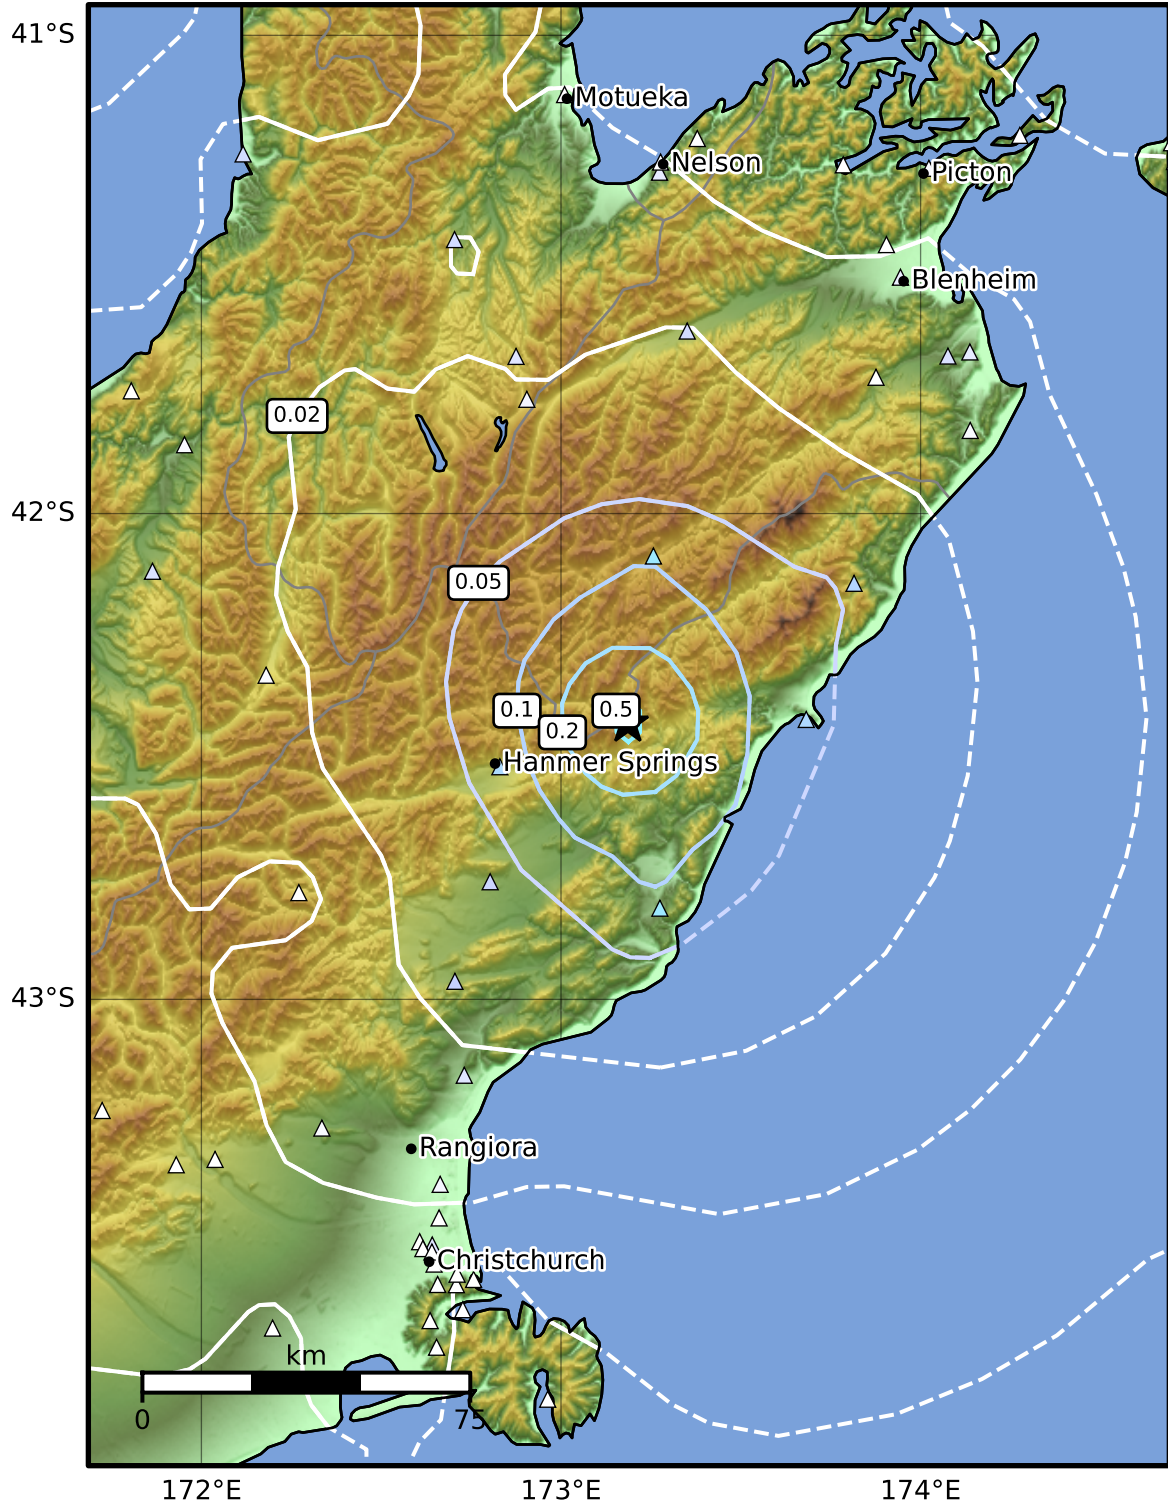 41°S
Motueka
Nelson
Picton
Blenheim
0.02
42°S
0.05
0.1
0.5
0.2
Hanmer Springs
43°S
Rangiora
Christchurch
km
0
75
172°E
173°E
174°E